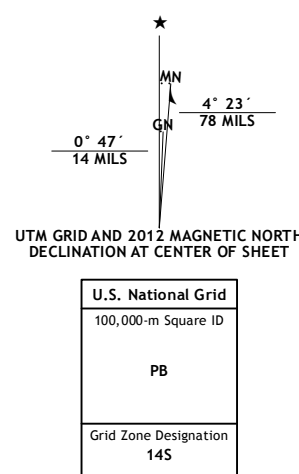 ★
MN
GN
4° 23´
78 MILS
0° 47´
14 MILS
UTM GRID AND 2012 MAGNETIC NORTH
DECLINATION AT CENTER OF SHEET
U.S. National Grid
100,000-m Square ID
PB
Grid Zone Designation
14S